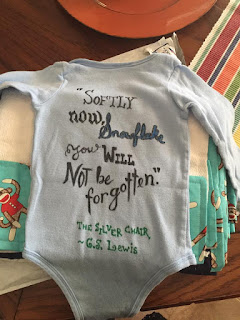 "SOFTLY
now, Snowflake
you WILL
NOT be
forgotten."
THE SILVER CHAIR
~ C.S. Lewis